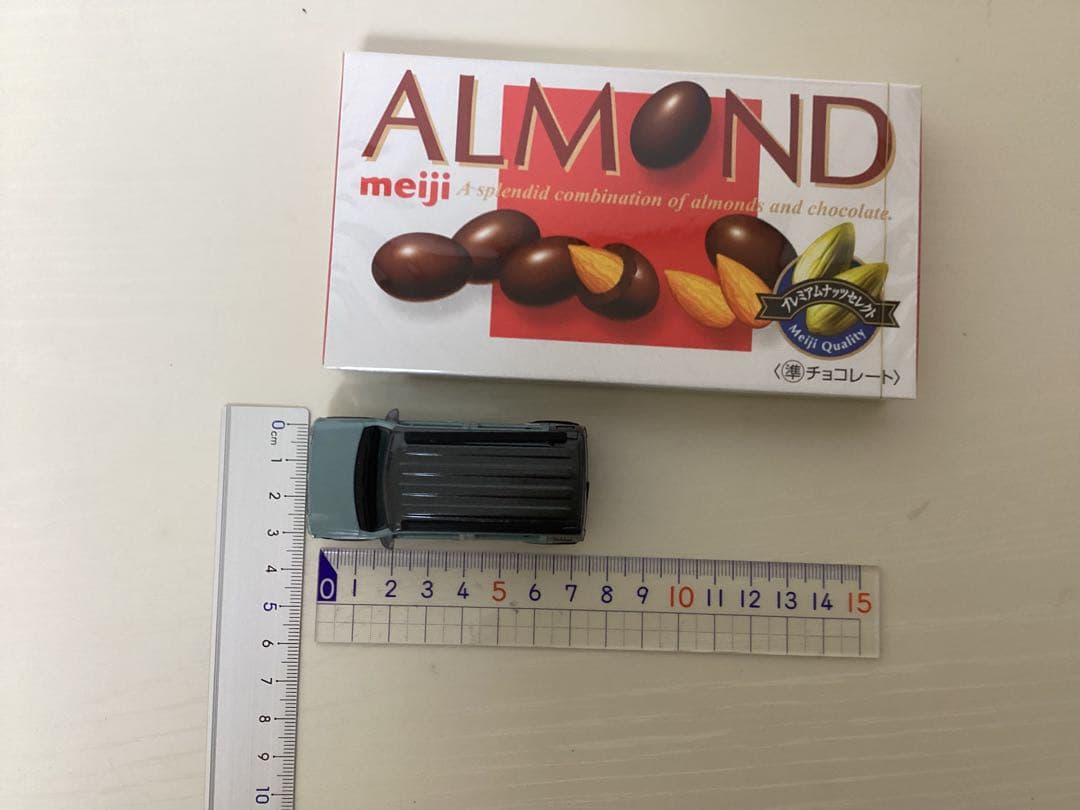 ALMOND
meiji A splendid combination of almonds and chocolate.
プレミアムナッツセレクト
Meiji Quality
〈準チョコレート〉
0 cm 1 2 3 4 5 6 7 8 9 10
0 1 2 3 4 5 6 7 8 9 10 11 12 13 14 15